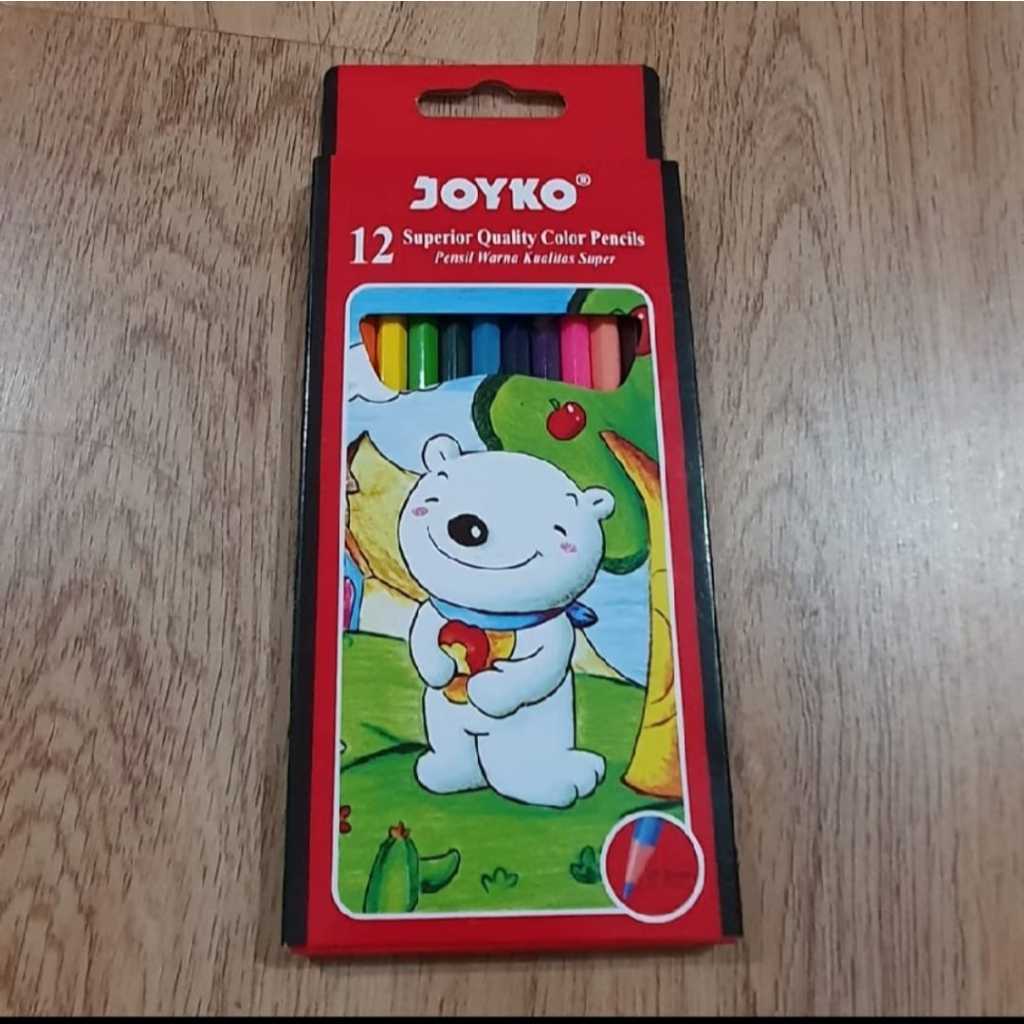 JOYKO®
12 Superior Quality Color Pencils
Pensil Warna Kualitas Super